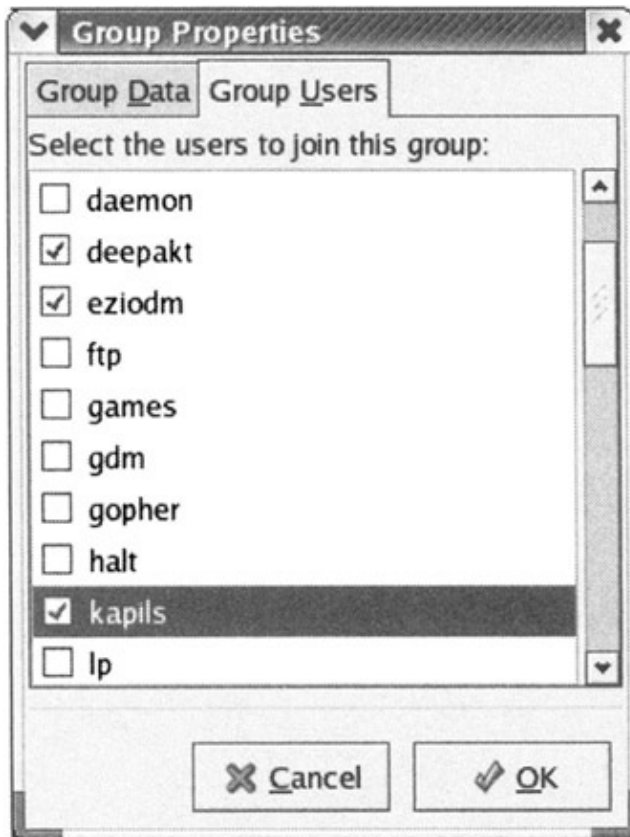 Group Properties
Group Data
Group Users
Select the users to join this group:
daemon
deepakt
eziodm
ftp
games
gdm
gopher
halt
kapils
lp
Cancel
OK